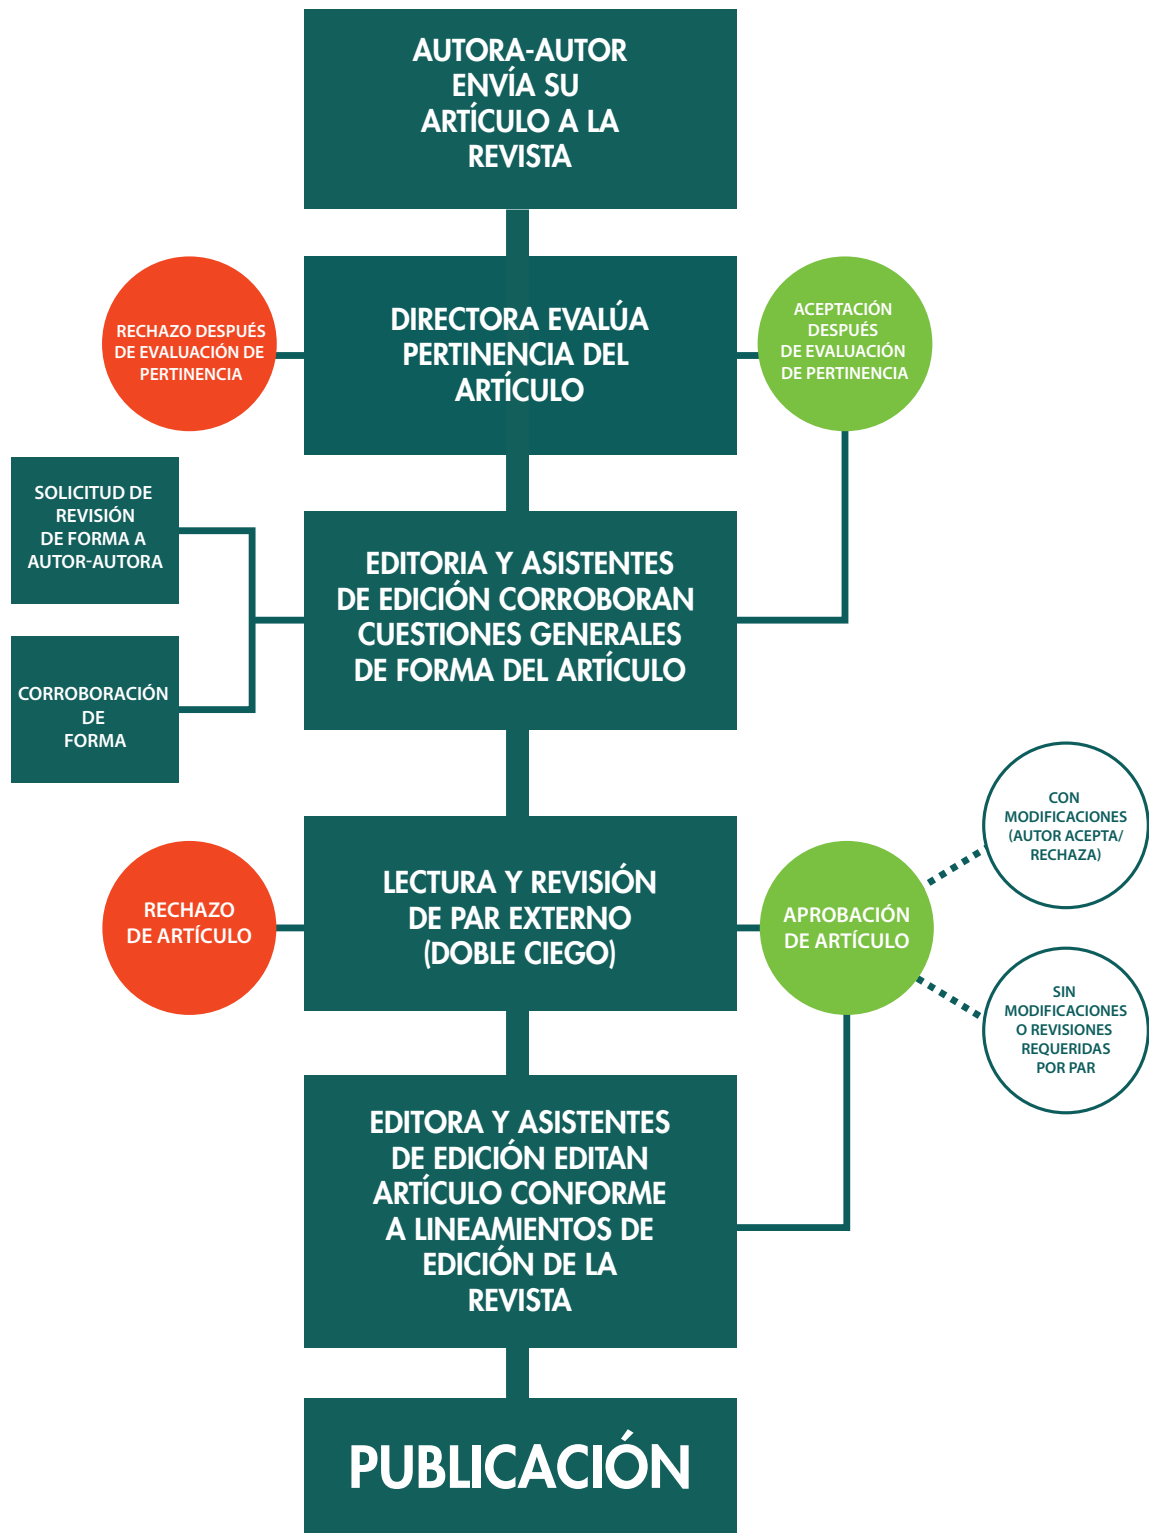 AUTORA-AUTOR
ENVÍA SU
ARTÍCULO A LA
REVISTA
RECHAZO DESPUÉS
DE EVALUACIÓN DE
PERTINENCIA
DIRECTORA EVALÚA
PERTINENCIA DEL
ARTÍCULO
ACEPTACIÓN
DESPUÉS
DE EVALUACIÓN
DE PERTINENCIA
SOLICITUD DE
REVISIÓN
DE FORMA A
AUTOR-AUTORA
CORROBORACIÓN
DE
FORMA
EDITORIA Y ASISTENTES
DE EDICIÓN CORROBORAN
CUESTIONES GENERALES
DE FORMA DEL ARTÍCULO
RECHAZO
DE ARTÍCULO
LECTURA Y REVISIÓN
DE PAR EXTERNO
(DOBLE CIEGO)
APROBACIÓN
DE ARTÍCULO
CON
MODIFICACIONES
(AUTOR ACEPTA/
RECHAZA)
SIN
MODIFICACIONES
O REVISIONES
REQUERIDAS
POR PAR
EDITORA Y ASISTENTES
DE EDICIÓN EDITAN
ARTÍCULO CONFORME
A LINEAMIENTOS DE
EDICIÓN DE LA
REVISTA
PUBLICACIÓN